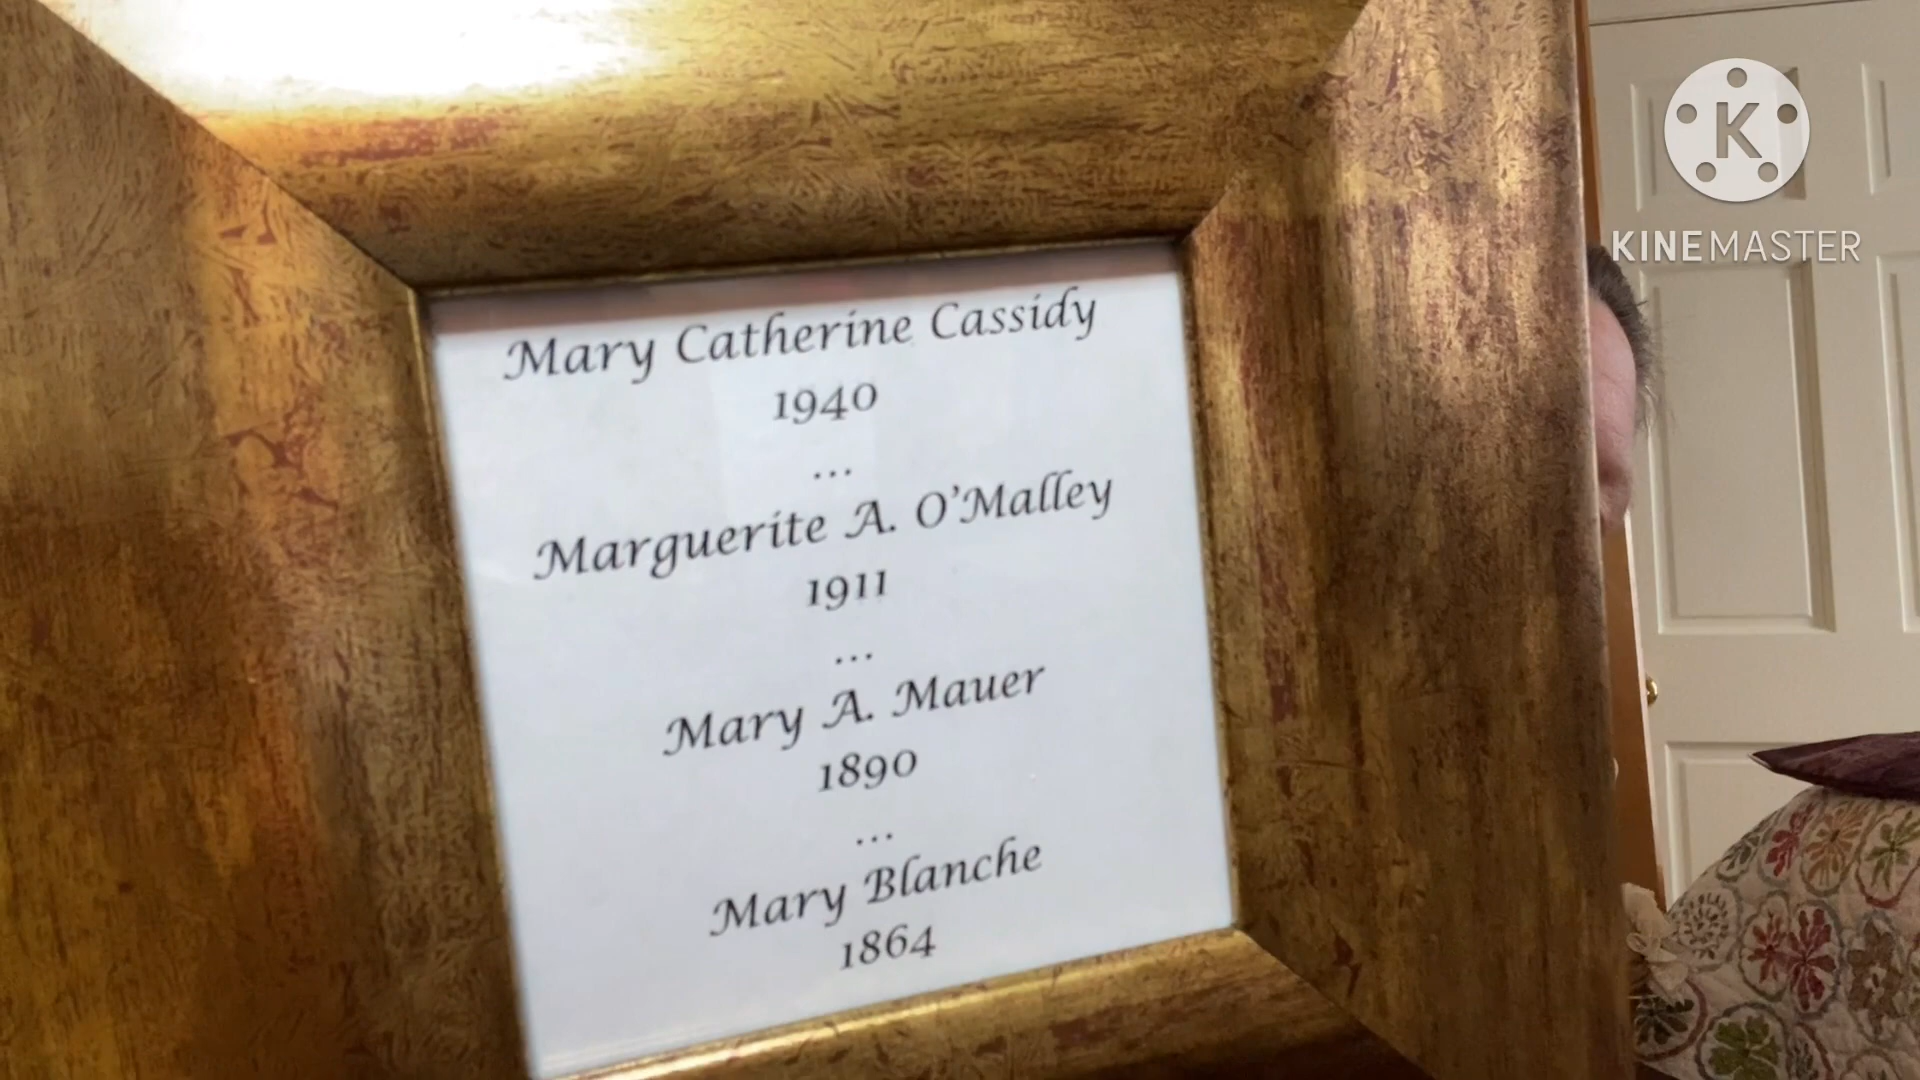 Mary Catherine Cassidy
1940
...
Marguerite A. O'Malley
1911
...
Mary A. Mauer
1890
...
Mary Blanche
1864
K
KINEMASTER